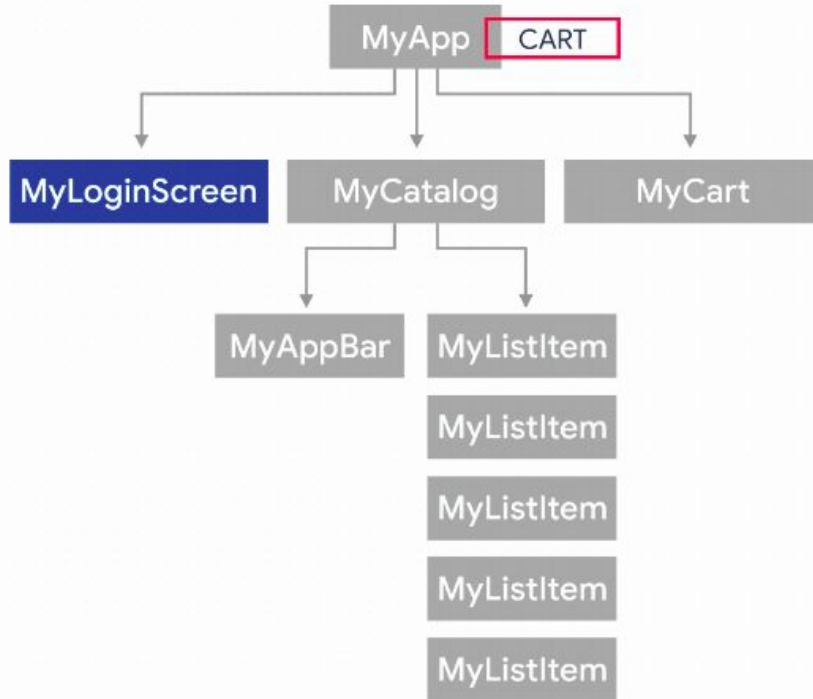 MyApp
CART
MyLoginScreen
MyCatalog
MyCart
MyAppBar
MyListItem
MyListItem
MyListItem
MyListItem
MyListItem